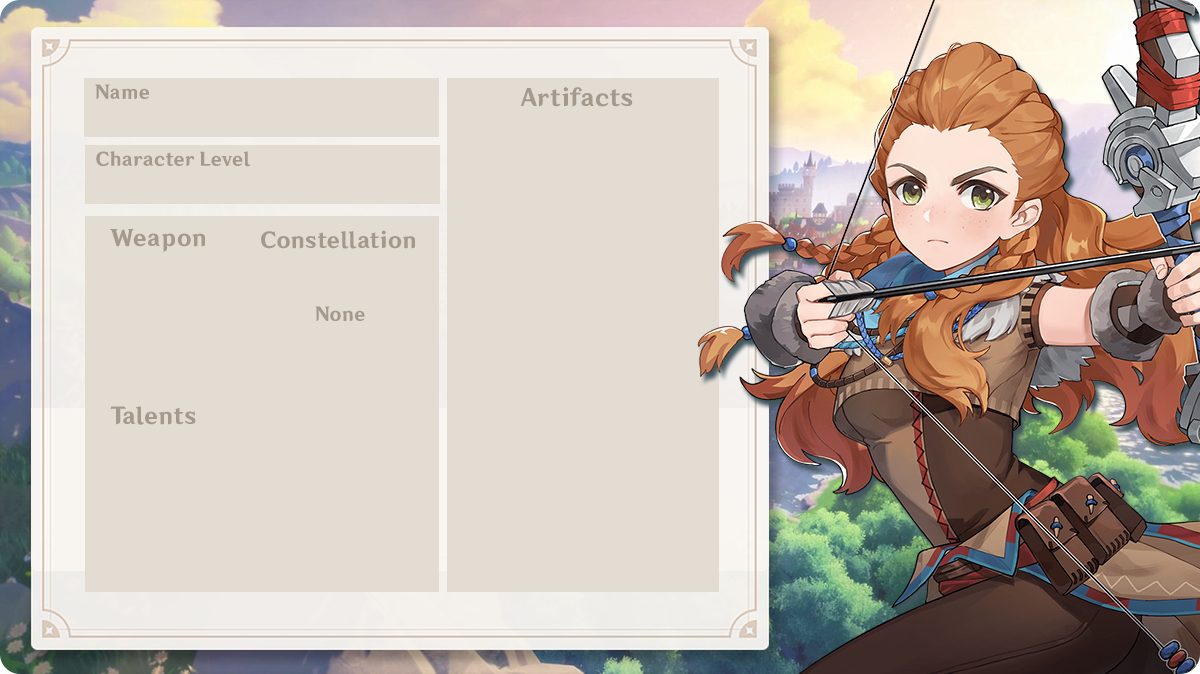 Name
Character Level
Weapon
Constellation
None
Talents
Artifacts